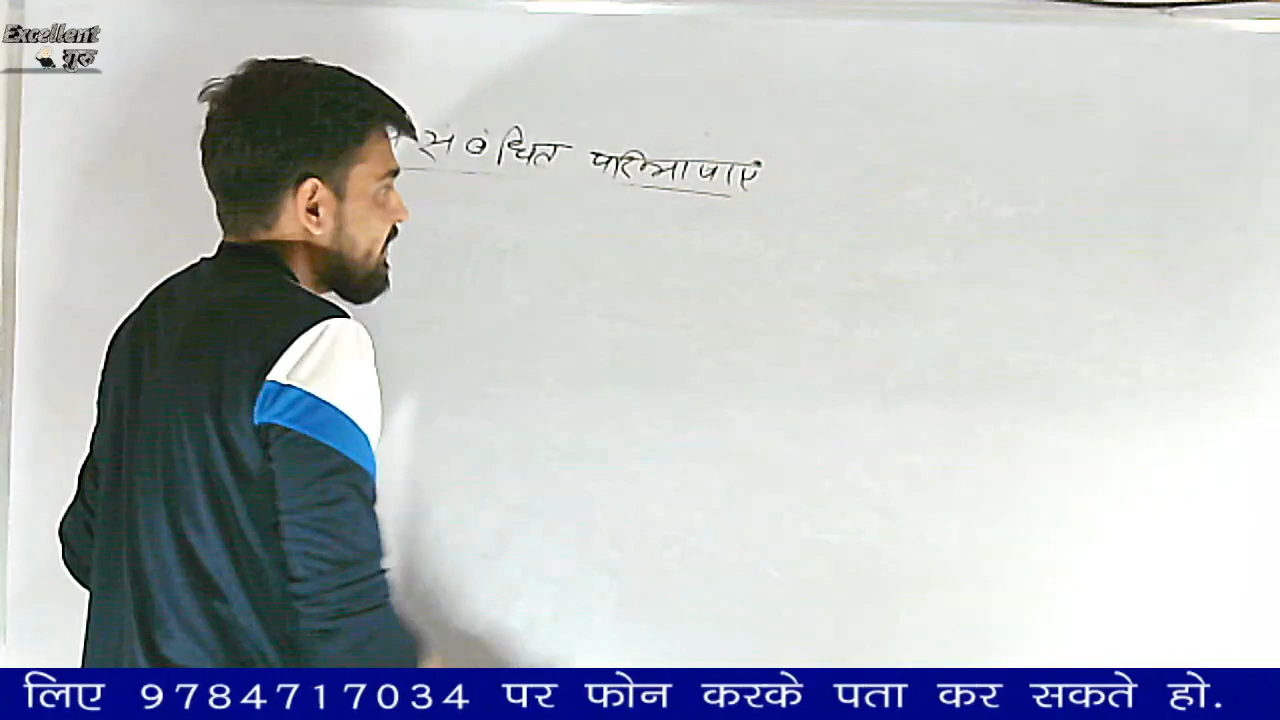 Excellent
गुरु
संबंधित परिभाषाएं
लिए 9784717034 पर फोन करके पता कर सकते हो.